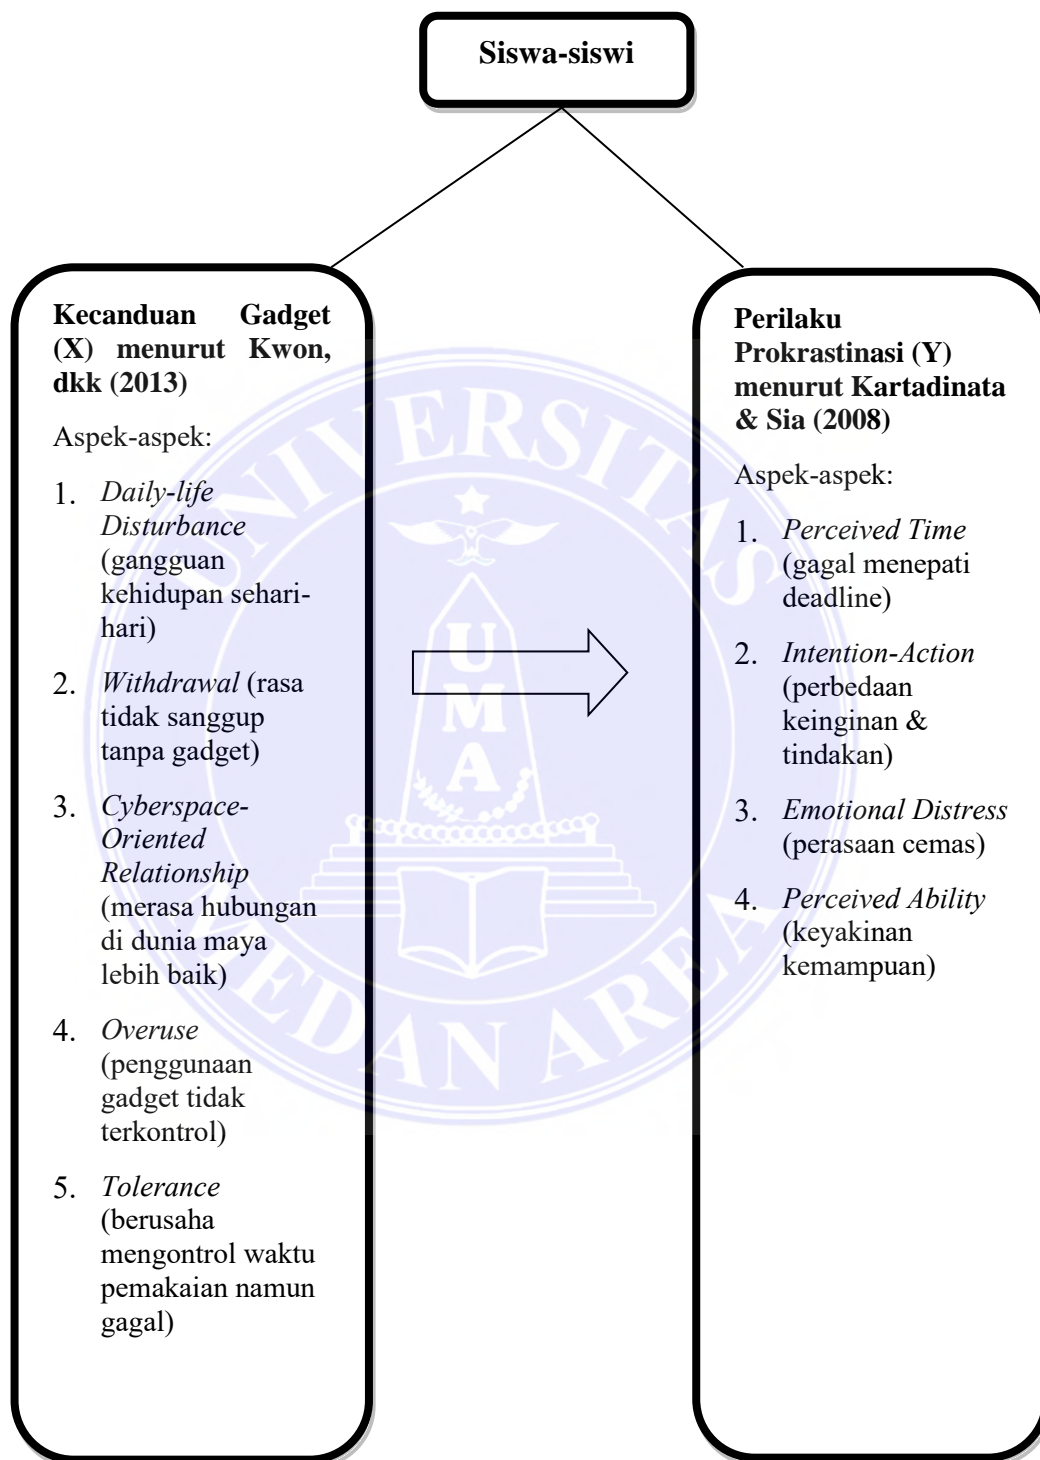 Siswa-siswi
Kecanduan Gadget
(X) menurut Kwon,
dkk (2013)
Aspek-aspek:
1. Daily-life
Disturbance
(gangguan
kehidupan sehari-
hari)
2. Withdrawal (rasa
tidak sanggup
tanpa gadget)
3. Cyberspace-
Oriented
Relationship
(merasa hubungan
di dunia maya
lebih baik)
4. Overuse
(penggunaan
gadget tidak
terkontrol)
5. Tolerance
(berusaha
mengontrol waktu
pemakaian namun
gagal)
Perilaku
Prokrastinasi (Y)
menurut Kartadinata
& Sia (2008)
Aspek-aspek:
1. Perceived Time
(gagal menepati
deadline)
2. Intention-Action
(perbedaan
keinginan &
tindakan)
3. Emotional Distress
(perasaan cemas)
4. Perceived Ability
(keyakinan
kemampuan)
UNIVERSITAS
MEDAN AREA
UMA